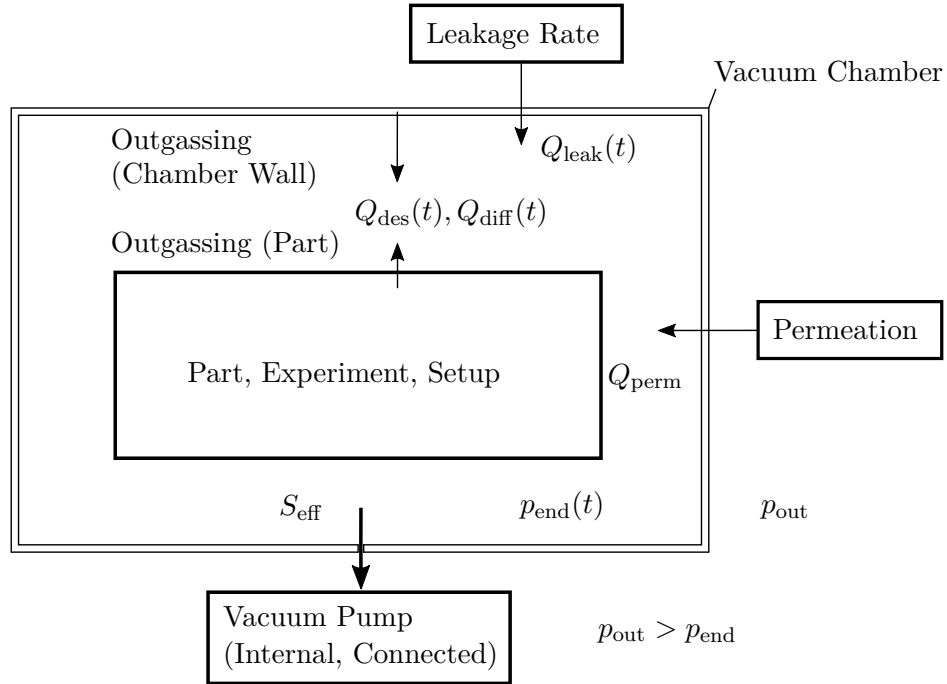 Leakage Rate
Vacuum Chamber
Outgassing
(Chamber Wall)
Q_leak(t)
Q_des(t), Q_diff(t)
Outgassing (Part)
Permeation
Part, Experiment, Setup
Q_perm
S_eff
p_end(t)
p_out
Vacuum Pump
(Internal, Connected)
p_out > p_end